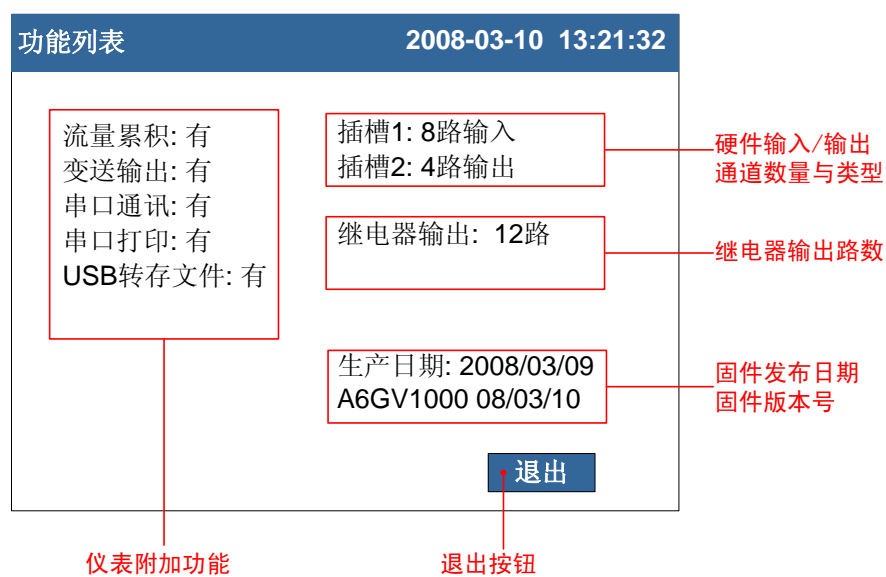 功能列表
2008-03-10 13:21:32
流量累积: 有
变送输出: 有
串口通讯: 有
串口打印: 有
USB转存文件: 有
插槽1: 8路输入
插槽2: 4路输出
硬件输入/输出
通道数量与类型
继电器输出: 12路
继电器输出路数
生产日期: 2008/03/09
A6GV1000 08/03/10
固件发布日期
固件版本号
退出
仪表附加功能
退出按钮